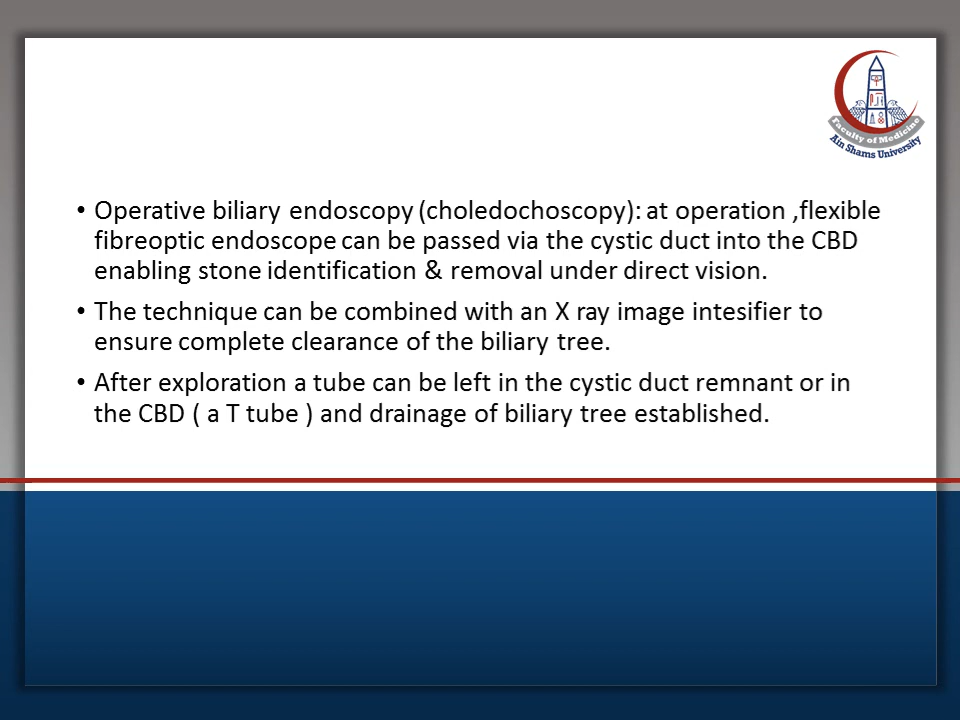 Faculty of Medicine
Ain Shams University
• Operative biliary endoscopy (choledochoscopy): at operation ,flexible
fibreoptic endoscope can be passed via the cystic duct into the CBD
enabling stone identification & removal under direct vision.
• The technique can be combined with an X ray image intesifier to
ensure complete clearance of the biliary tree.
• After exploration a tube can be left in the cystic duct remnant or in
the CBD ( a T tube ) and drainage of biliary tree established.